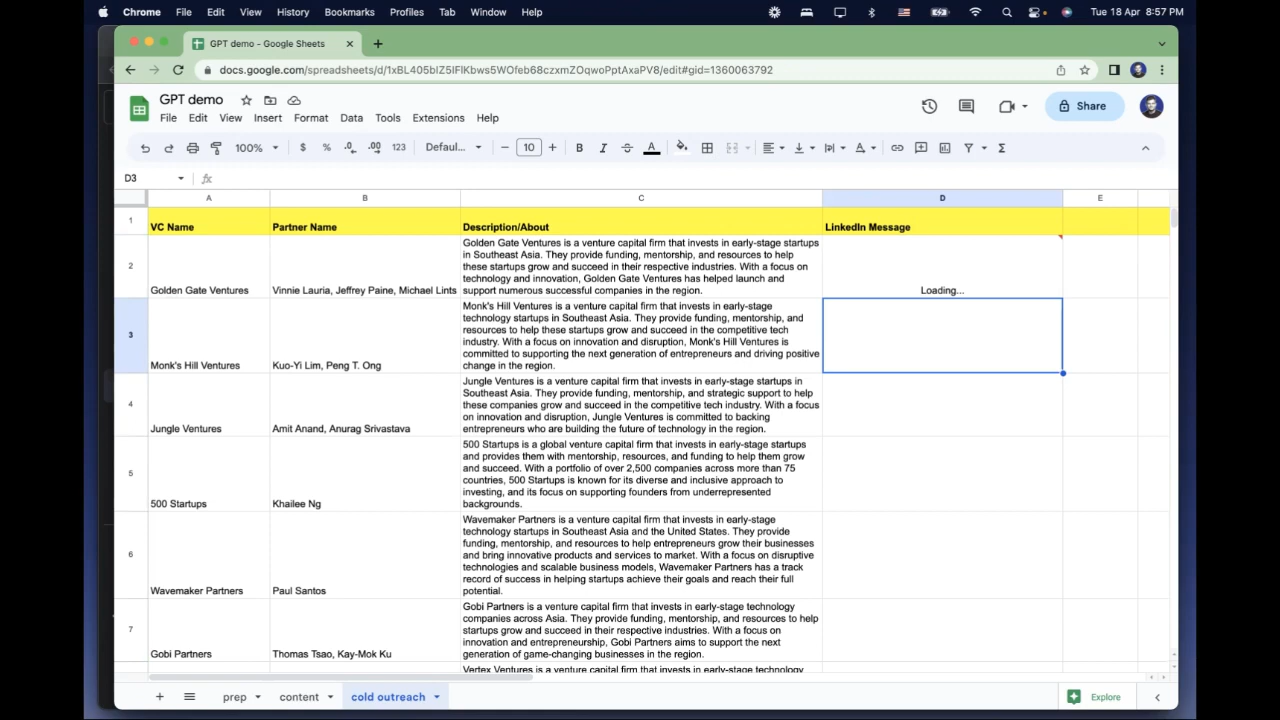 Chrome File Edit View History Bookmarks Profiles Tab Window Help Tue 18 Apr 8:57 PM
GPT demo - Google Sheets
docs.google.com/spreadsheets/d/1xBL405bIZ5IFIKbws5WOfeb68czxmZOqwoPptAxaPV8/edit#gid=1360063792
GPT demo
File Edit View Insert Format Data Tools Extensions Help
Share
100% $ % .0 .00 123 Defaul... 10 B I A
D3 fx
A B C D E
1 VC Name Partner Name Description/About LinkedIn Message
Golden Gate Ventures is a venture capital firm that invests in early-stage startups
in Southeast Asia. They provide funding, mentorship, and resources to help
these startups grow and succeed in their respective industries. With a focus on
technology and innovation, Golden Gate Ventures has helped launch and
support numerous successful companies in the region.
2 Golden Gate Ventures Vinnie Lauria, Jeffrey Paine, Michael Lints Loading...
Monk's Hill Ventures is a venture capital firm that invests in early-stage
technology startups in Southeast Asia. They provide funding, mentorship, and
resources to help these startups grow and succeed in the competitive tech
industry. With a focus on innovation and disruption, Monk's Hill Ventures is
committed to supporting the next generation of entrepreneurs and driving positive
change in the region.
3 Monk's Hill Ventures Kuo-Yi Lim, Peng T. Ong
Jungle Ventures is a venture capital firm that invests in early-stage startups in
Southeast Asia. They provide funding, mentorship, and strategic support to help
these companies grow and succeed in the competitive tech industry. With a focus
on innovation and disruption, Jungle Ventures is committed to backing
entrepreneurs who are building the future of technology in the region.
4 Jungle Ventures Amit Anand, Anurag Srivastava
500 Startups is a global venture capital firm that invests in early-stage startups
and provides them with mentorship, resources, and funding to help them grow
and succeed. With a portfolio of over 2,500 companies across more than 75
countries, 500 Startups is known for its diverse and inclusive approach to
investing, and its focus on supporting founders from underrepresented
backgrounds.
5 500 Startups Khailee Ng
Wavemaker Partners is a venture capital firm that invests in early-stage
technology startups in Southeast Asia and the United States. They provide
funding, mentorship, and resources to help entrepreneurs grow their businesses
and bring innovative products and services to market. With a focus on disruptive
technologies and scalable business models, Wavemaker Partners has a track
record of success in helping startups achieve their goals and reach their full
potential.
6 Wavemaker Partners Paul Santos
Gobi Partners is a venture capital firm that invests in early-stage technology
companies across Asia. They provide funding, mentorship, and resources to help
startups grow and succeed in their respective industries. With a focus on
innovation and entrepreneurship, Gobi Partners aims to support the next
generation of game-changing businesses in the region.
7 Gobi Partners Thomas Tsao, Kay-Mok Ku
Vertex Ventures is a venture capital firm that invests in early-stage technology
prep content cold outreach Explore